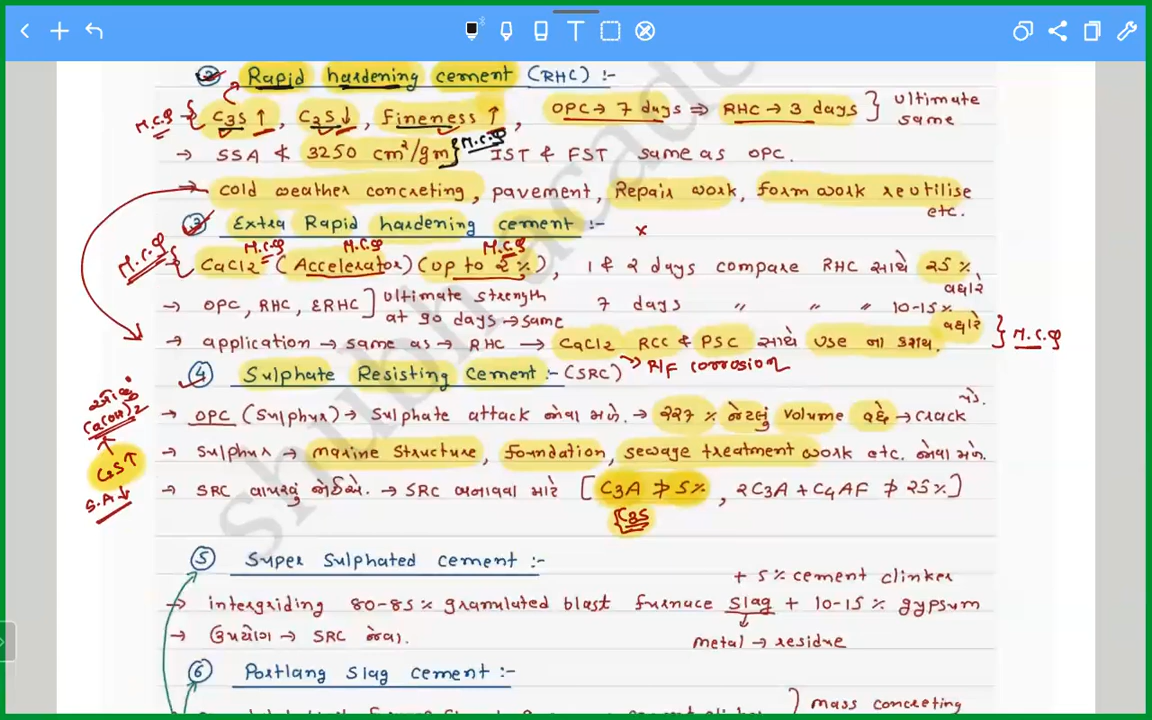 ② Rapid hardening cement (RHC) :-
M.C.Q → { C3S ↑, C2S ↓, Fineness ↑, OPC → 7 days ⇒ RHC → 3 days } ultimate same
→ SSA ≮ 3250 cm²/gm } M.C.Q IST & FST same as OPC.
→ cold weather concreting, pavement, Repair work, form work reutilise etc.
③ Extra Rapid hardening cement :- x
M.C.Q M.C.Q M.C.Q
M.C.Q → { CaCl2 (Accelerator) (up to 2%), 1 & 2 days compare RHC સાથે 25 % વધારે
→ OPC, RHC, ERHC ] ultimate strength at 90 days → same 7 days " " " 10-15% વધારે
→ application → same as → RHC → CaCl2 RCC & PSC સાથે use ના કરાય. } M.C.Q
④ Sulphate Resisting Cement :- (SRC) → R/F corrosion
→ OPC (Sulphur) → Sulphate attack જોવા મળે → 227 % જેટલું volume વધે → crack પડે.
→ Sulphur → marine Structure, foundation, sewage treatment work etc. જોવા મળે.
Ca(OH)2
C2S ↑
S.A ↓
→ SRC વાપરવું જોઈએ. → SRC બનાવવા માટે [ C3A ≯ 5%, 2C3A + C4AF ≯ 25% ]
{C3S
⑤ Super Sulphated cement :-
+ 5% cement clinker
→ intergriding 80-85% granulated blast furnace slag + 10-15 % gypsum
→ ઉપયોગ → SRC જેવા. metal → residue
⑥ Portlang Slag cement :-
mass concreting
shubh academy